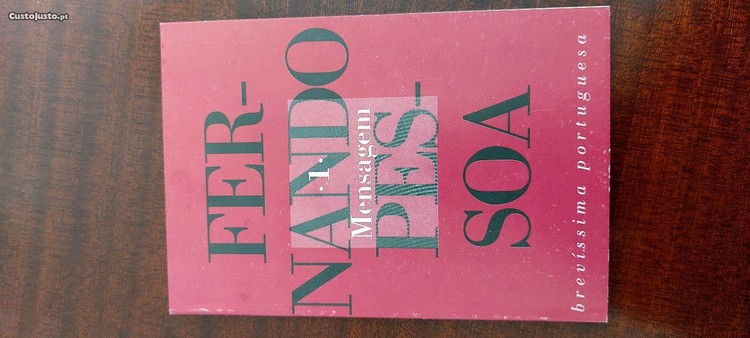 CustoJusto.pt
FER-
NANDO
·1·
Mensagem
PES-
SOA
brevíssima portuguesa